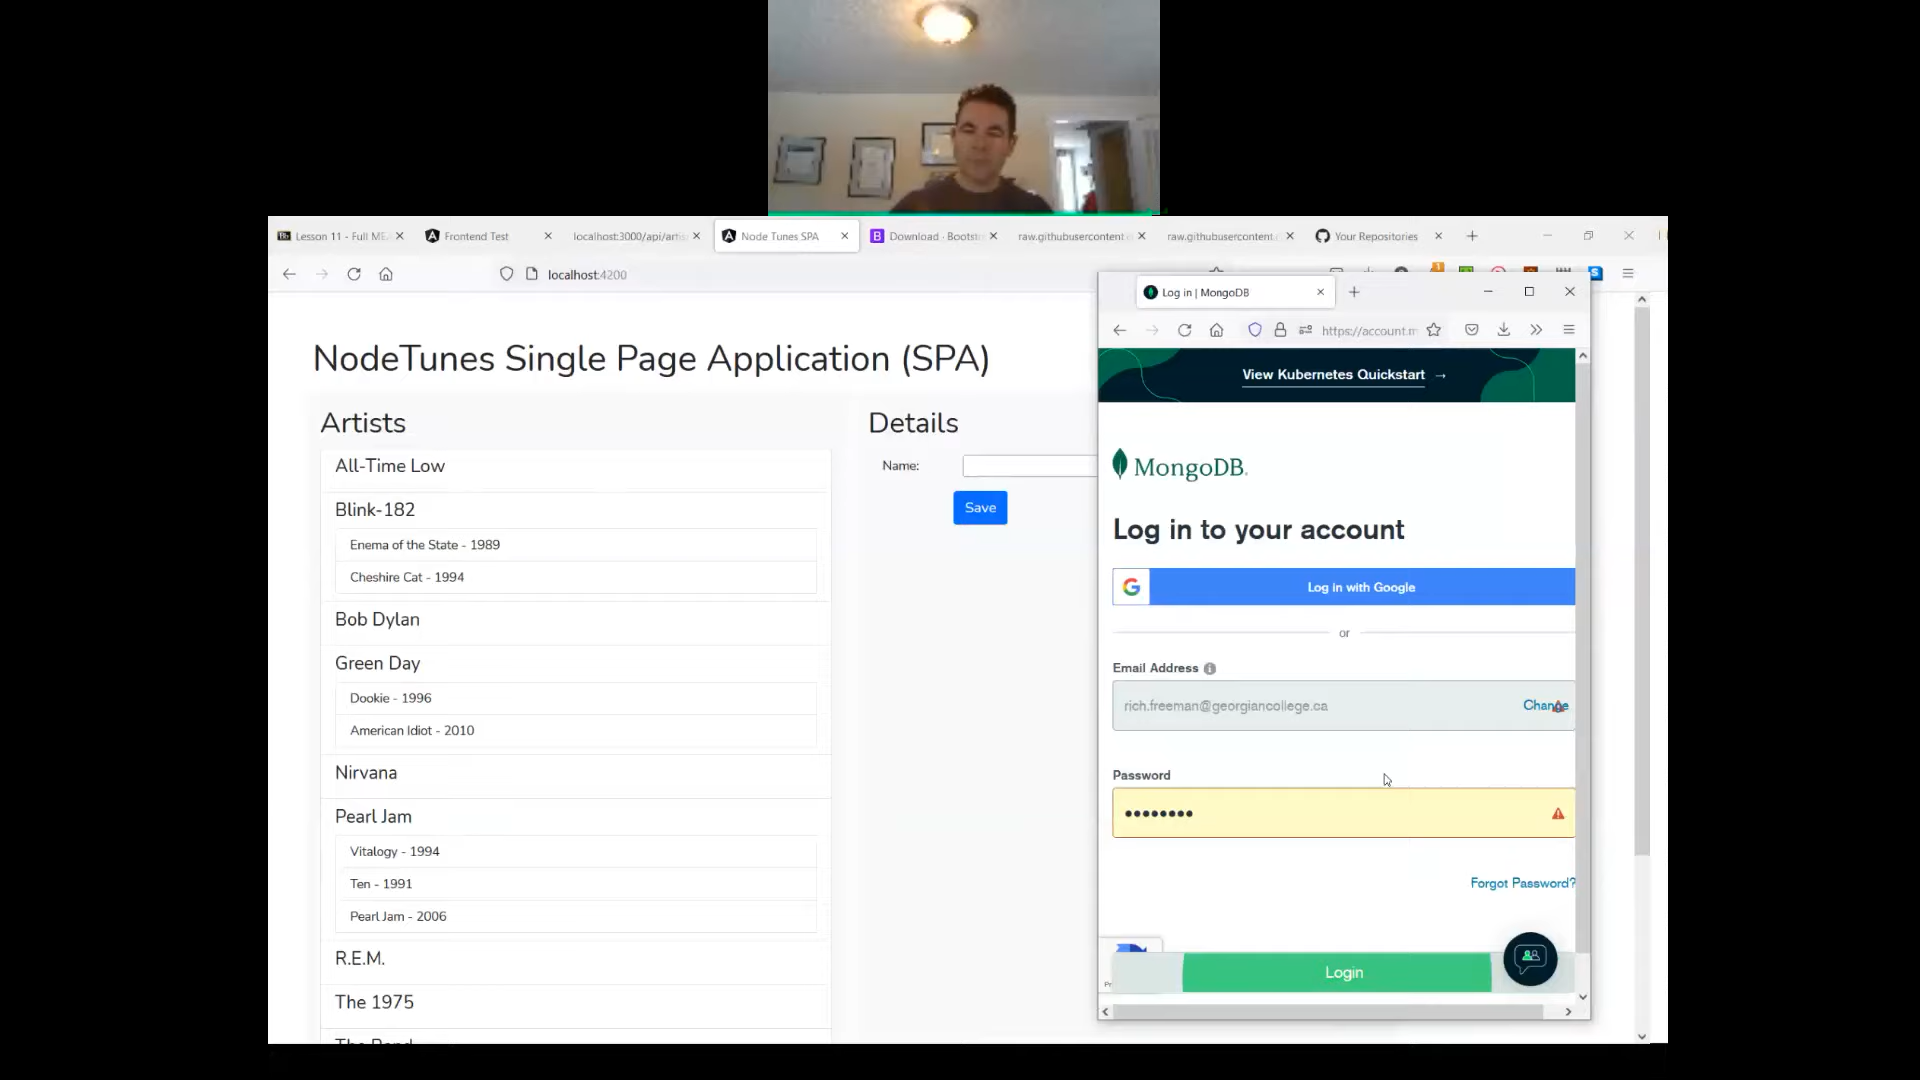 Lesson 11 - Full ME
Frontend Test
localhost:3000/api/artis
Node Tunes SPA
Download · Bootstr
raw.githubusercontent.c
raw.githubusercontent.
Your Repositories
localhost:4200
NodeTunes Single Page Application (SPA)
Artists
All-Time Low
Blink-182
Enema of the State - 1989
Cheshire Cat - 1994
Bob Dylan
Green Day
Dookie - 1996
American Idiot - 2010
Nirvana
Pearl Jam
Vitalogy - 1994
Ten - 1991
Pearl Jam - 2006
R.E.M.
The 1975
Details
Name:
Save
Log in | MongoDB
https://account.m
View Kubernetes Quickstart →
MongoDB.
Log in to your account
Log in with Google
or
Email Address
rich.freeman@georgiancollege.ca
Change
Password
Forgot Password?
Login